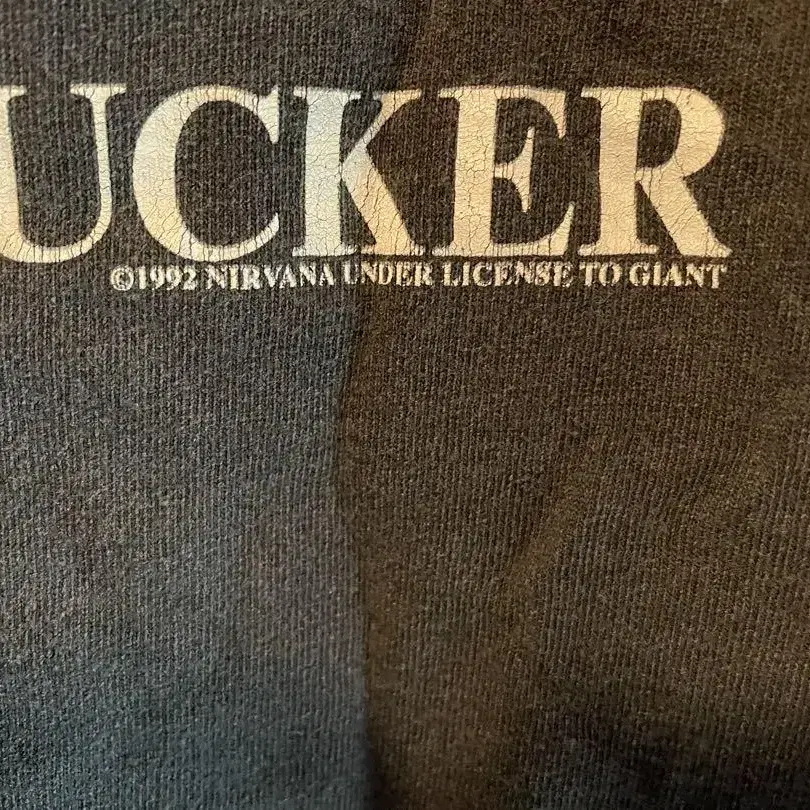 UCKER
©1992 NIRVANA UNDER LICENSE TO GIANT